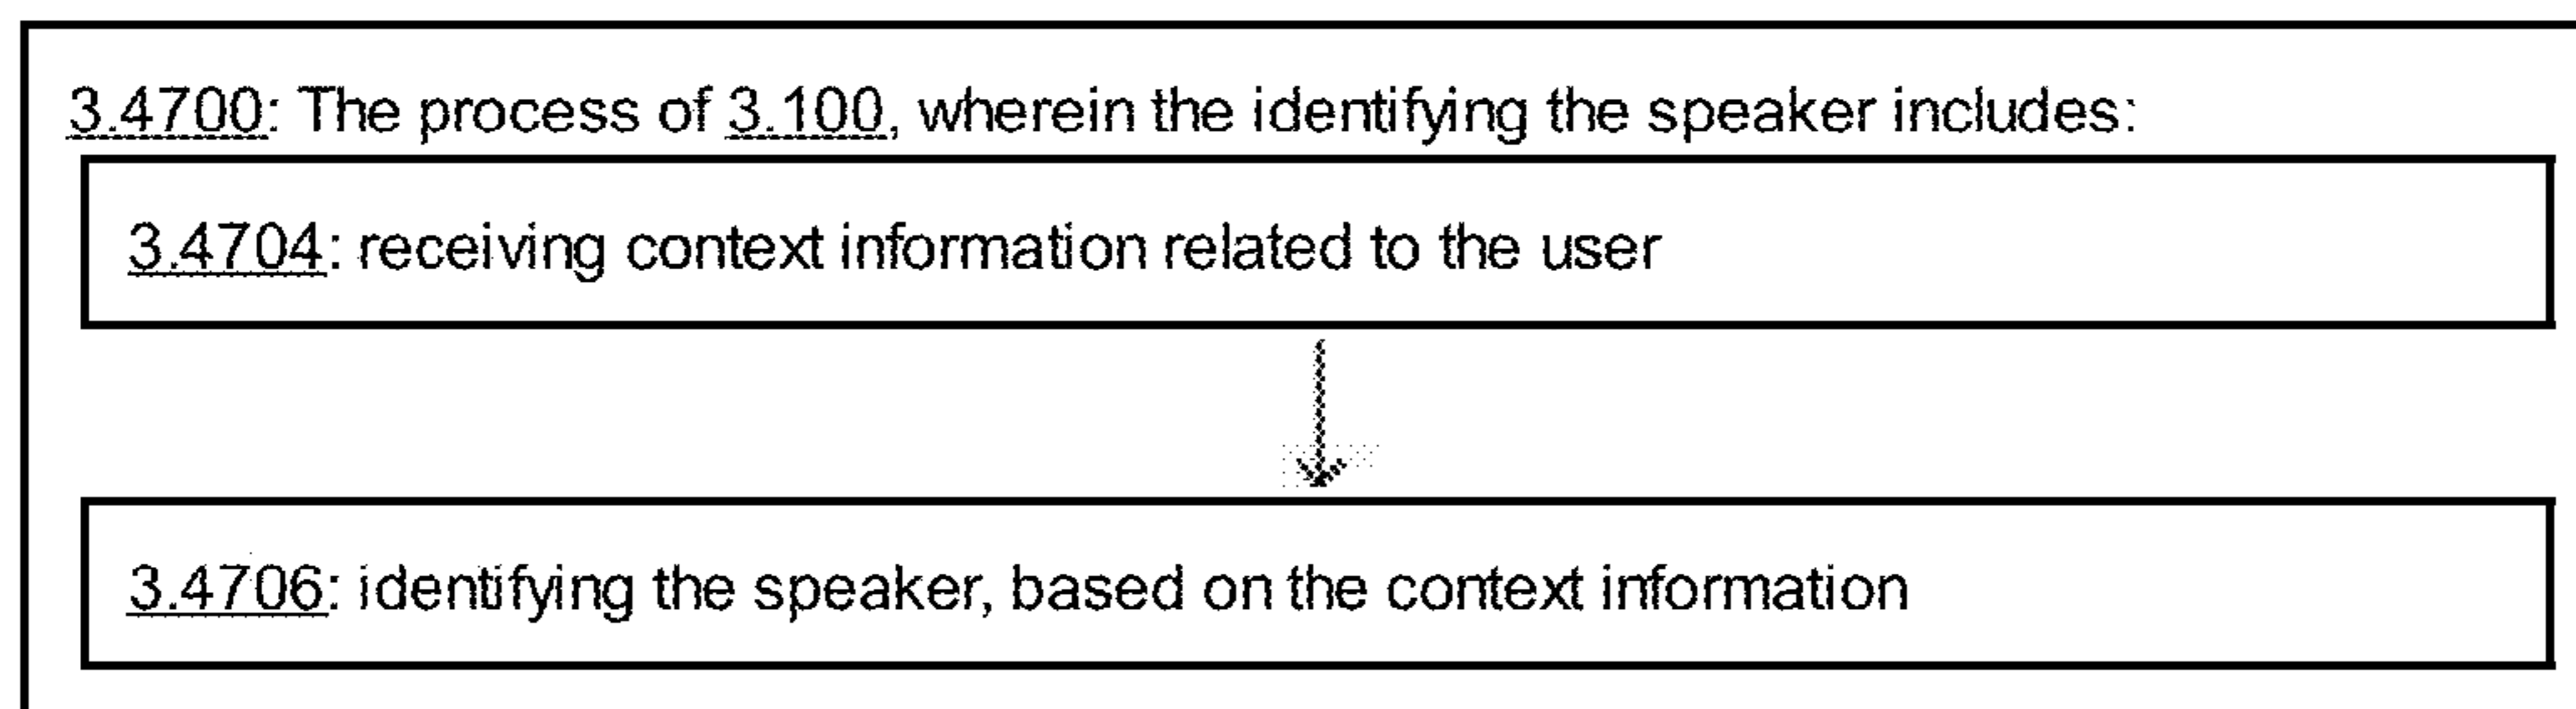 3.4700: The process of 3.100, wherein the identifying the speaker includes:
3.4704: receiving context information related to the user
3.4706: identifying the speaker, based on the context information